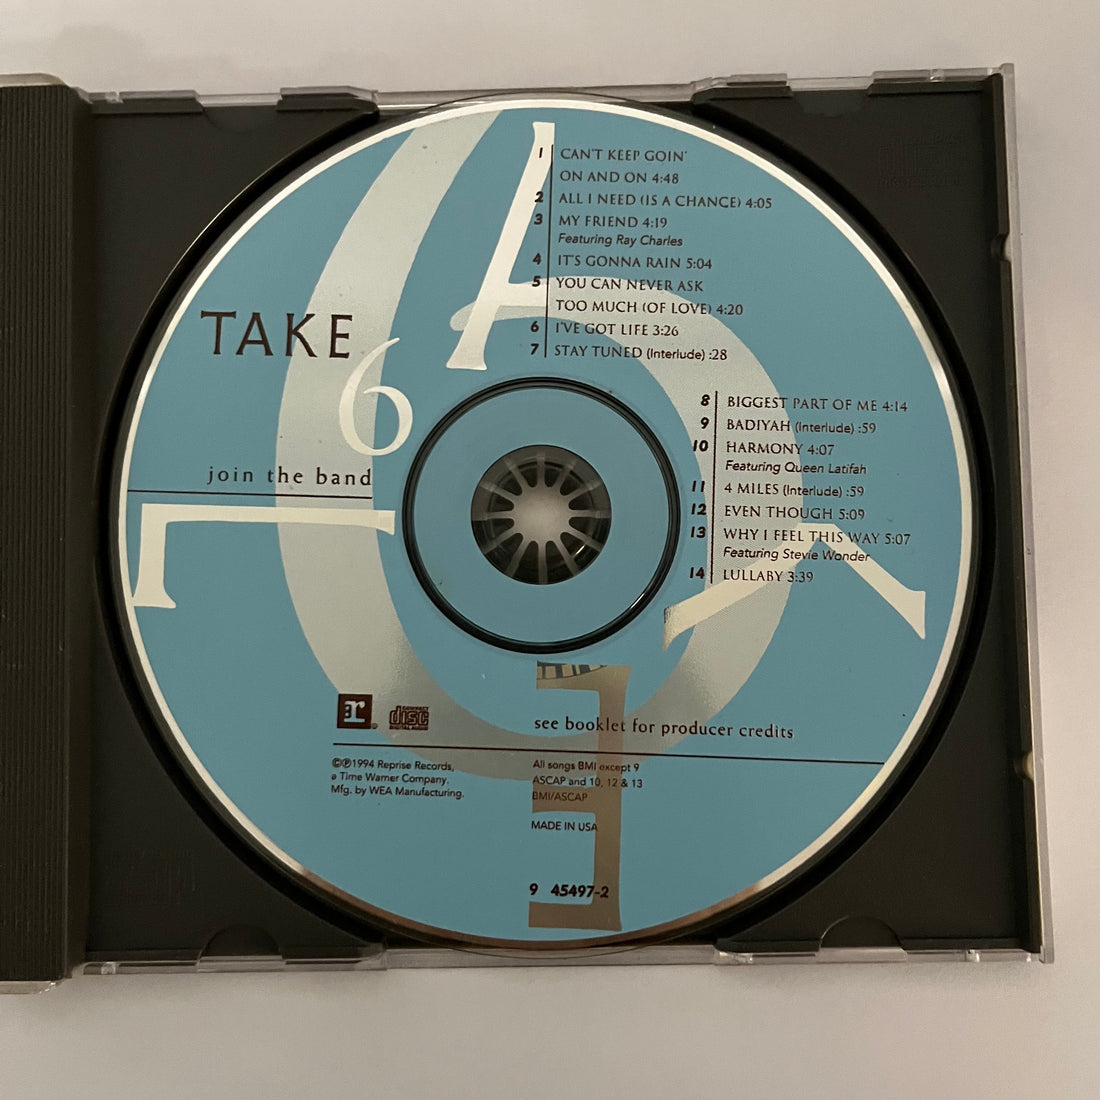 TAKE
6
join the band
1 CAN'T KEEP GOIN'
ON AND ON 4:48
2 ALL I NEED (IS A CHANCE) 4:05
3 MY FRIEND 4:19
Featuring Ray Charles
4 IT'S GONNA RAIN 5:04
5 YOU CAN NEVER ASK
TOO MUCH (OF LOVE) 4:20
6 I'VE GOT LIFE 3:26
7 STAY TUNED (Interlude) :28
8 BIGGEST PART OF ME 4:14
9 BADIYAH (Interlude) :59
10 HARMONY 4:07
Featuring Queen Latifah
11 4 MILES (Interlude) :59
12 EVEN THOUGH 5:09
13 WHY I FEEL THIS WAY 5:07
Featuring Stevie Wonder
14 LULLABY 3:39
T A K E
6
r ®
COMPACT
disc
DIGITAL AUDIO
see booklet for producer credits
©℗1994 Reprise Records,
a Time Warner Company.
Mfg. by WEA Manufacturing.
All songs BMI except 9
ASCAP and 10, 12 & 13
BMI/ASCAP
MADE IN USA
9 45497-2